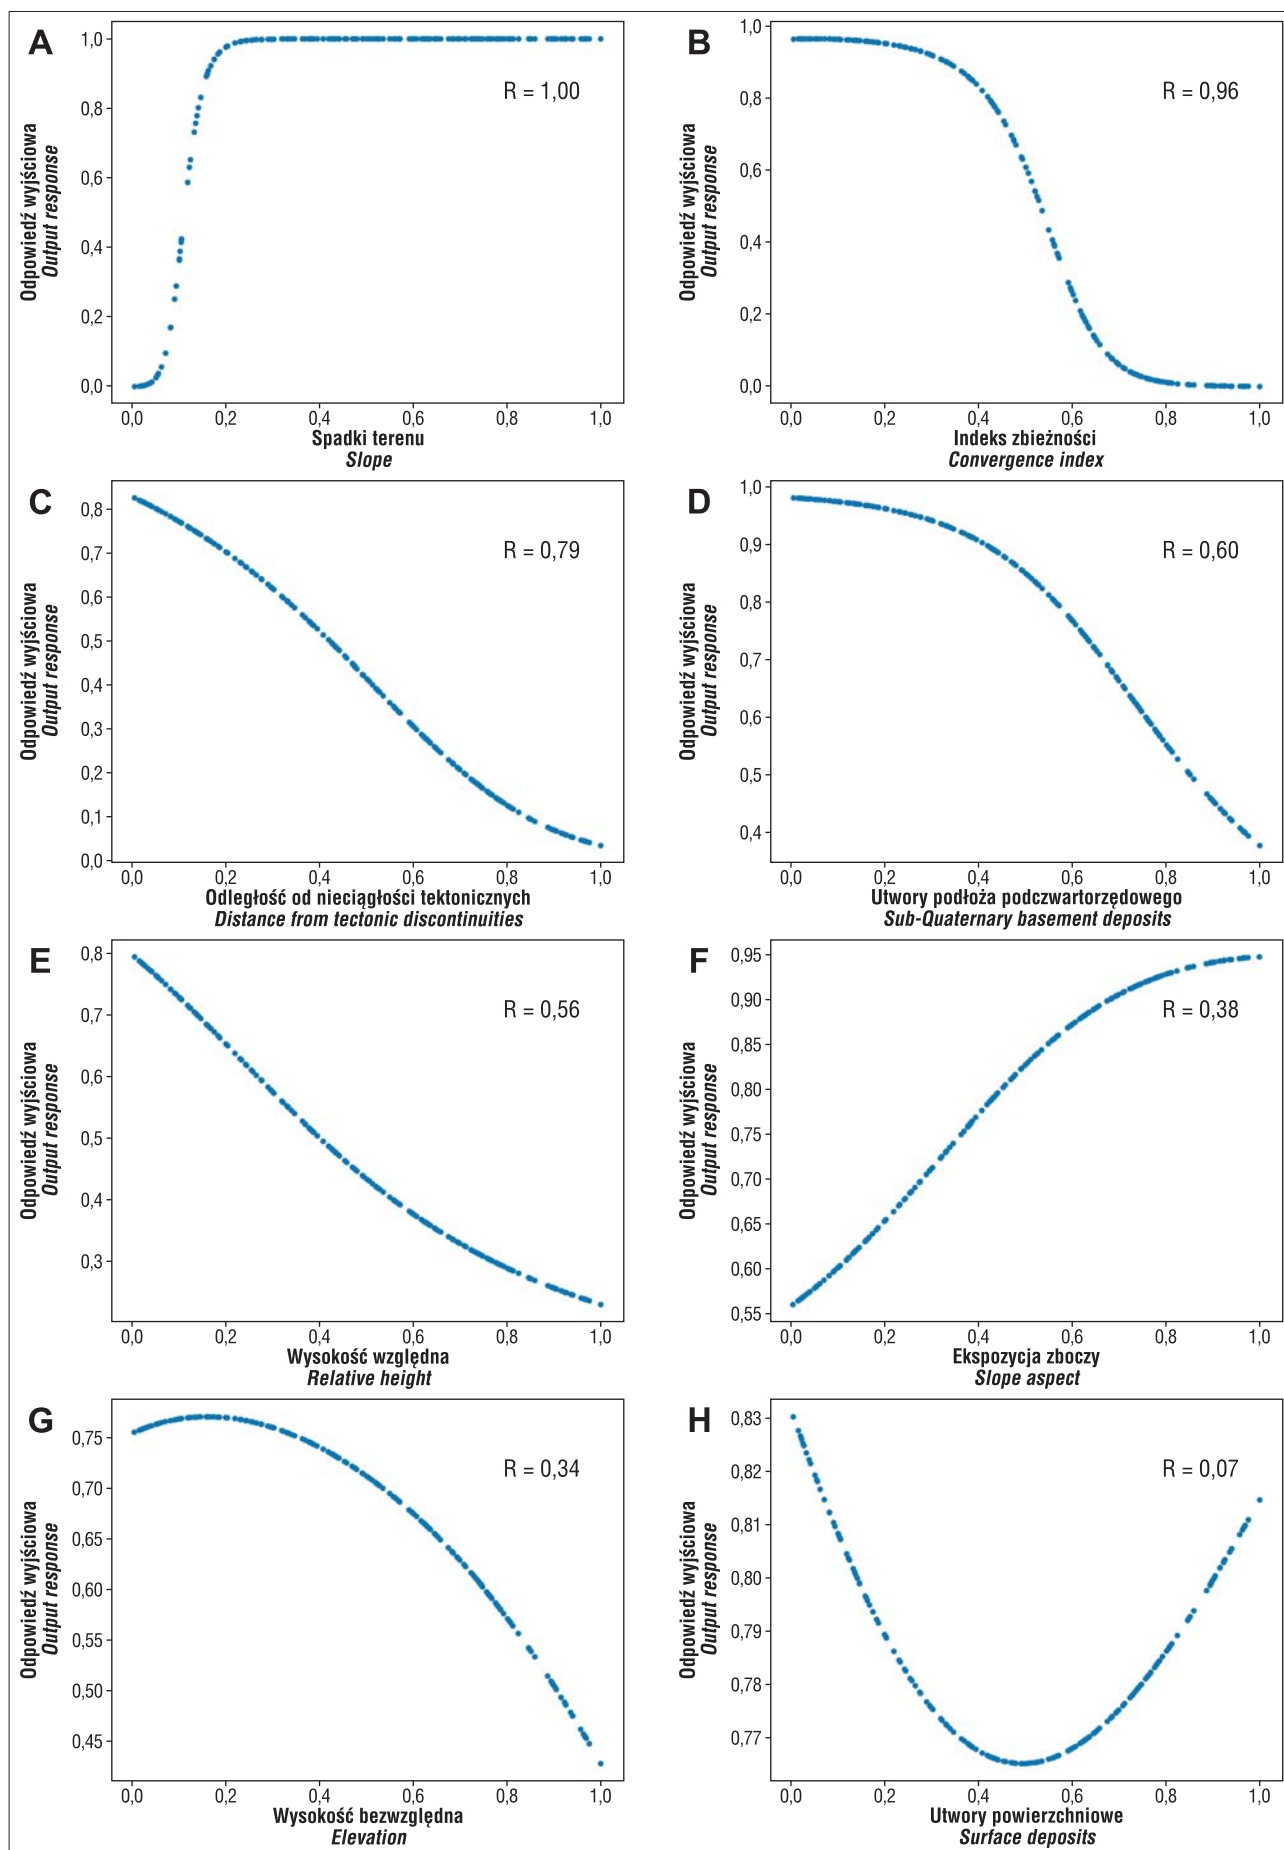 A
R = 1,00
Odpowiedź wyjściowa
Output response
1,0
0,8
0,6
0,4
0,2
0,0
0,0 0,2 0,4 0,6 0,8 1,0
Spadki terenu
Slope
B
R = 0,96
Odpowiedź wyjściowa
Output response
1,0
0,8
0,6
0,4
0,2
0,0
0,0 0,2 0,4 0,6 0,8 1,0
Indeks zbieżności
Convergence index
C
R = 0,79
Odpowiedź wyjściowa
Output response
0,8
0,7
0,6
0,5
0,4
0,3
0,2
0,1
0,0
0,0 0,2 0,4 0,6 0,8 1,0
Odległość od nieciągłości tektonicznych
Distance from tectonic discontinuities
D
R = 0,60
Odpowiedź wyjściowa
Output response
1,0
0,9
0,8
0,7
0,6
0,5
0,4
0,0 0,2 0,4 0,6 0,8 1,0
Utwory podłoża podczwartorzędowego
Sub-Quaternary basement deposits
E
R = 0,56
Odpowiedź wyjściowa
Output response
0,8
0,7
0,6
0,5
0,4
0,3
0,0 0,2 0,4 0,6 0,8 1,0
Wysokość względna
Relative height
F
R = 0,38
Odpowiedź wyjściowa
Output response
0,95
0,90
0,85
0,80
0,75
0,70
0,65
0,60
0,55
0,0 0,2 0,4 0,6 0,8 1,0
Ekspozycja zboczy
Slope aspect
G
R = 0,34
Odpowiedź wyjściowa
Output response
0,75
0,70
0,65
0,60
0,55
0,50
0,45
0,0 0,2 0,4 0,6 0,8 1,0
Wysokość bezwzględna
Elevation
H
R = 0,07
Odpowiedź wyjściowa
Output response
0,83
0,82
0,81
0,80
0,79
0,78
0,77
0,0 0,2 0,4 0,6 0,8 1,0
Utwory powierzchniowe
Surface deposits